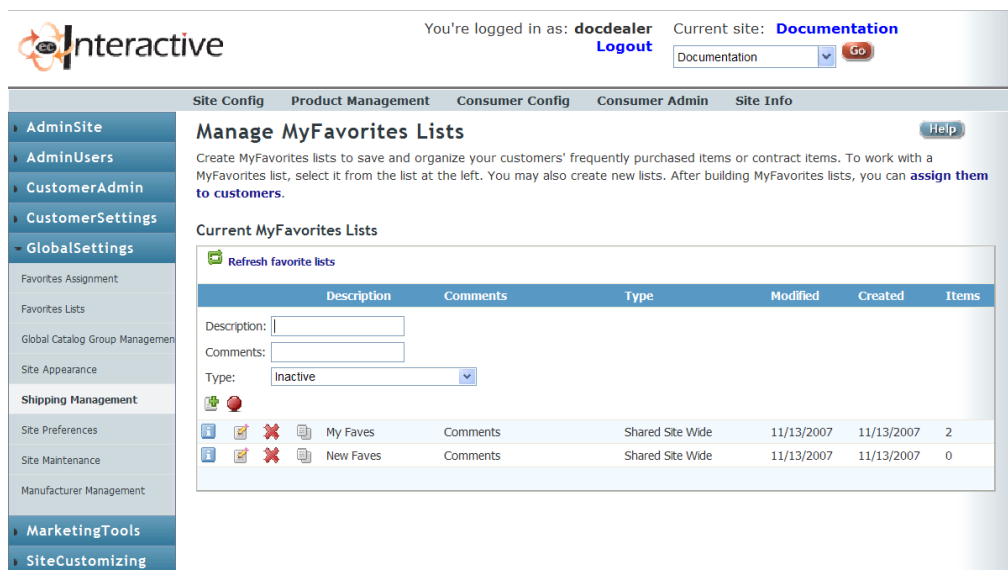 ec Interactive
You're logged in as: docdealer
Logout
Current site: Documentation
Documentation
Go
Site Config Product Management Consumer Config Consumer Admin Site Info
AdminSite
AdminUsers
CustomerAdmin
CustomerSettings
GlobalSettings
Favorites Assignment
Favorites Lists
Global Catalog Group Managemen
Site Appearance
Shipping Management
Site Preferences
Site Maintenance
Manufacturer Management
MarketingTools
SiteCustomizing
Manage MyFavorites Lists
Help
Create MyFavorites lists to save and organize your customers' frequently purchased items or contract items. To work with a
MyFavorites list, select it from the list at the left. You may also create new lists. After building MyFavorites lists, you can assign them
to customers.
Current MyFavorites Lists
Refresh favorite lists
Description Comments Type Modified Created Items
Description:
Comments:
Type: Inactive
My Faves Comments Shared Site Wide 11/13/2007 11/13/2007 2
New Faves Comments Shared Site Wide 11/13/2007 11/13/2007 0